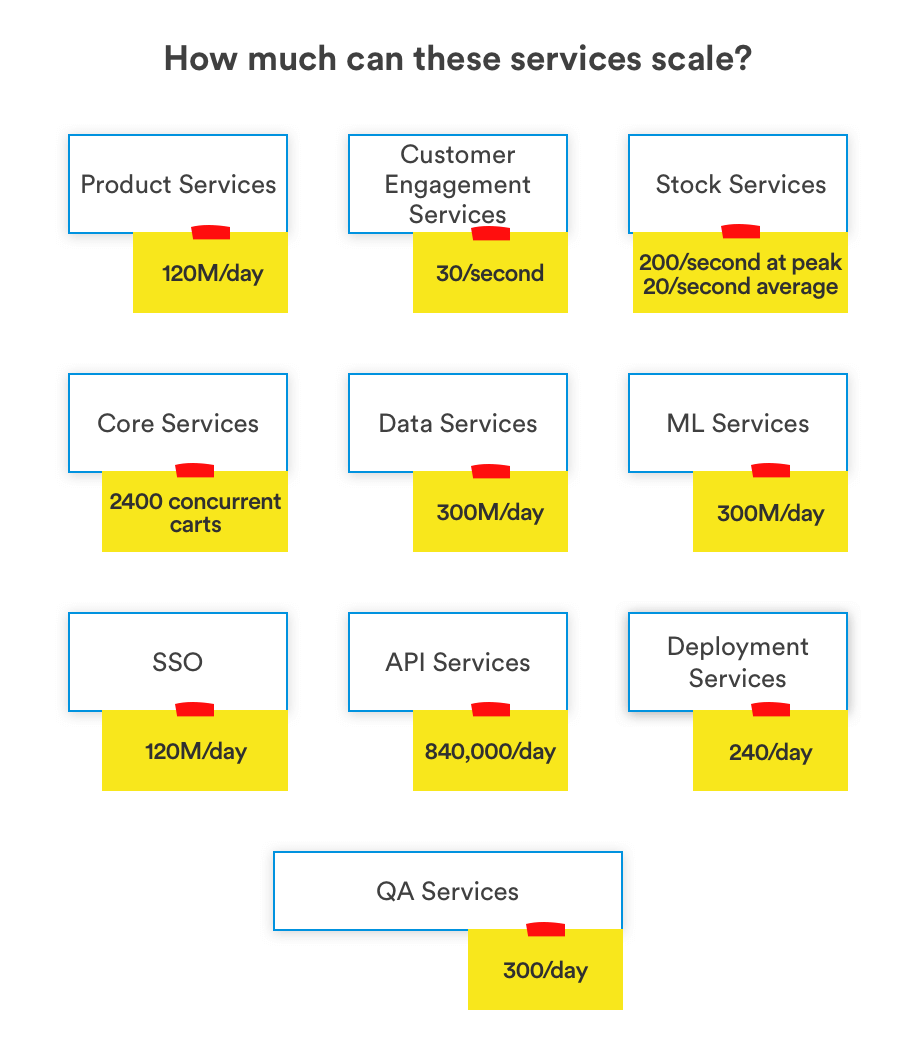 How much can these services scale?
Product Services
120M/day
Customer
Engagement
Services
30/second
Stock Services
200/second at peak
20/second average
Core Services
2400 concurrent
carts
Data Services
300M/day
ML Services
300M/day
SSO
120M/day
API Services
840,000/day
Deployment
Services
240/day
QA Services
300/day